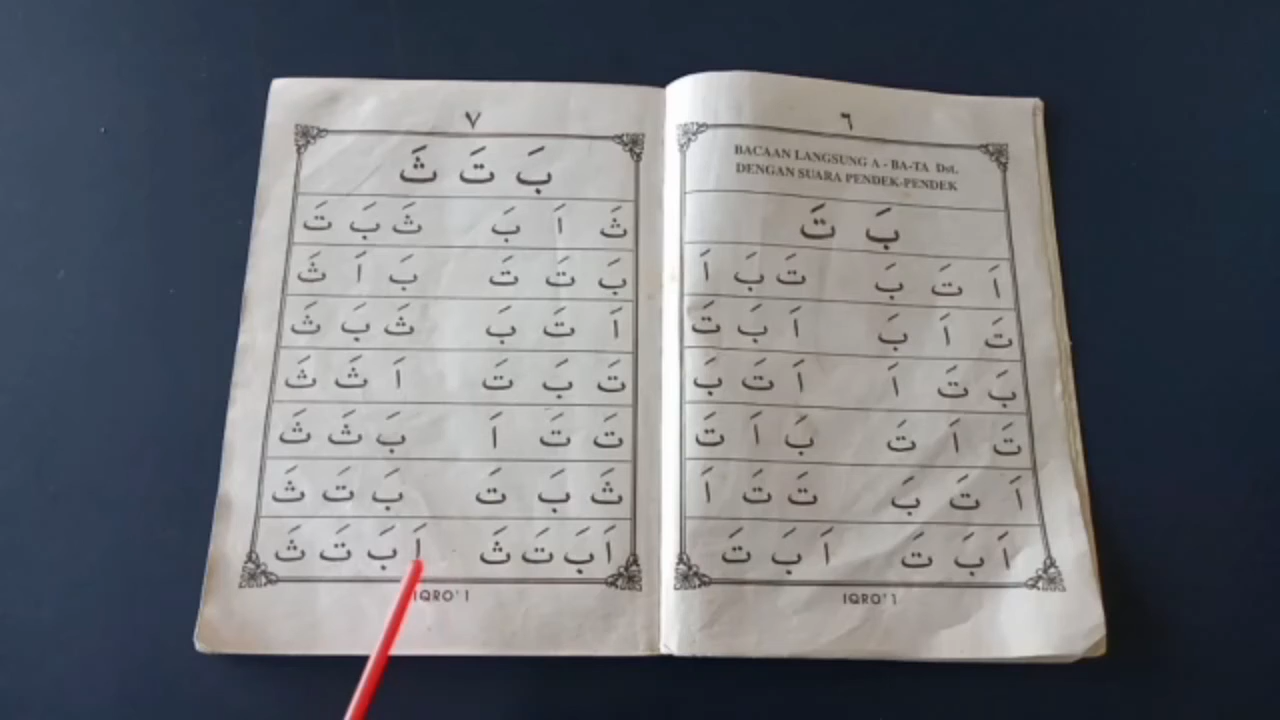 ٦
BACAAN LANGSUNG A - BA-TA Dst.
DENGAN SUARA PENDEK-PENDEK
بَ تَ
اَ تَ بَ تَ بَ اَ
تَ اَ بَ اَ بَ تَ
بَ تَ اَ اَ تَ بَ
تَ اَ تَ بَ اَ تَ
اَ تَ بَ تَ تَ اَ
اَ بَ تَ اَ بَ تَ
IQRO' 1
٧
بَ تَ ثَ
ثَ اَ بَ ثَ بَ تَ
بَ تَ تَ بَ اَ ثَ
اَ تَ بَ ثَ بَ ثَ
تَ بَ تَ اَ ثَ ثَ
تَ تَ اَ بَ ثَ ثَ
ثَ بَ تَ بَ تَ ثَ
اَ بَ تَ ثَ اَ بَ تَ ثَ
IQRO' 1